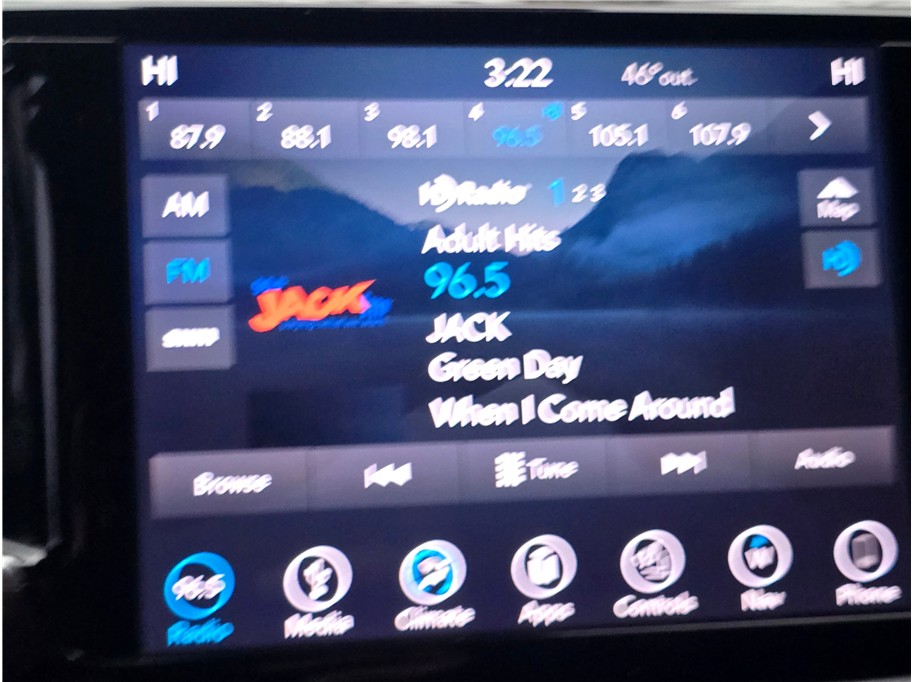 HI 3:22 46° out HI
1 2 3 4 5 6
87.9 88.1 98.1 96.5 105.1 107.9
AM
HD Radio 1 2 3
Map
Adult Hits
FM
96.5
HD
JACK
JACK
Green Day
When I Come Around
Browse Tune Audio
96.5
Radio Media Climate Apps Controls Nav Phone